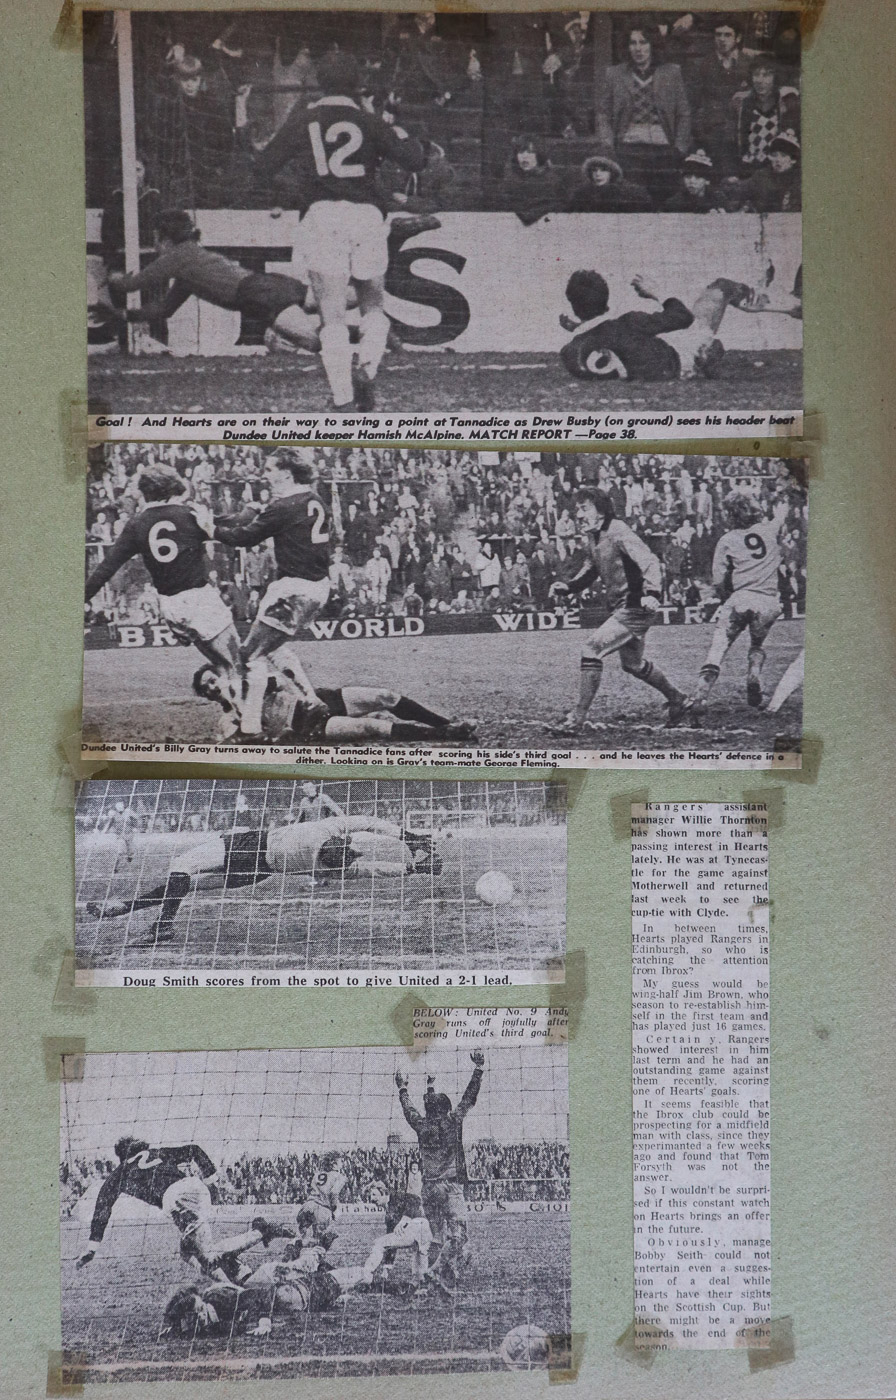 12
TS
9
Goal! And Hearts are on their way to saving a point at Tannadice as Drew Busby (on ground) sees his header beat
Dundee United keeper Hamish McAlpine. MATCH REPORT —Page 38.
6
2
9
BR
WORLD
WIDE
TRA L
Dundee United's Billy Gray turns away to salute the Tannadice fans after scoring his side's third goal . . . and he leaves the Hearts' defence in a
dither. Looking on is Gray's team-mate George Fleming.
Doug Smith scores from the spot to give United a 2-1 lead.
BELOW: United No. 9 Andy
Gray runs off joyfully after
scoring United's third goal.
2
9
Rangers assistant
manager Willie Thornton
has shown more than a
passing interest in Hearts
lately. He was at Tynecas-
tle for the game against
Motherwell and returned
last week to see the
cup-tie with Clyde.
In between times,
Hearts played Rangers in
Edinburgh, so who is
catching the attention
from Ibrox?
My guess would be
wing-half Jim Brown, who
season to re-establish him-
self in the first team and
has played just 16 games.
Certain y, Rangers
showed interest in him
last term and he had an
outstanding game against
them recently, scoring
one of Hearts' goals.
It seems feasible that
the Ibrox club could be
prospecting for a midfield
man with class, since they
experimanted a few weeks
ago and found that Tom
Forsyth was not the
answer.
So I wouldn't be surpri-
sed if this constant watch
on Hearts brings an offer
in the future.
Obviously, manage
Bobby Seith could not
entertain even a sugges-
tion of a deal while
Hearts have their sights
on the Scottish Cup. But
there might be a move
towards the end of the
season.